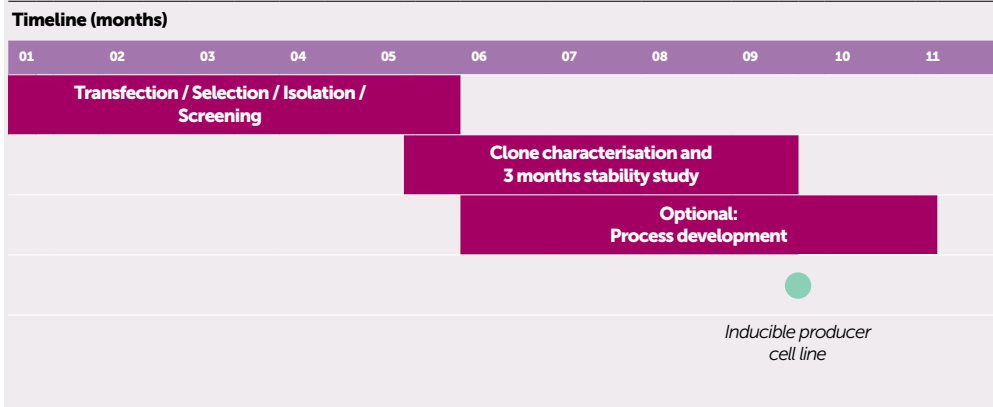 Timeline (months)
01 02 03 04 05 06 07 08 09 10 11
Transfection / Selection / Isolation /
Screening
Clone characterisation and
3 months stability study
Optional:
Process development
Inducible producer
cell line